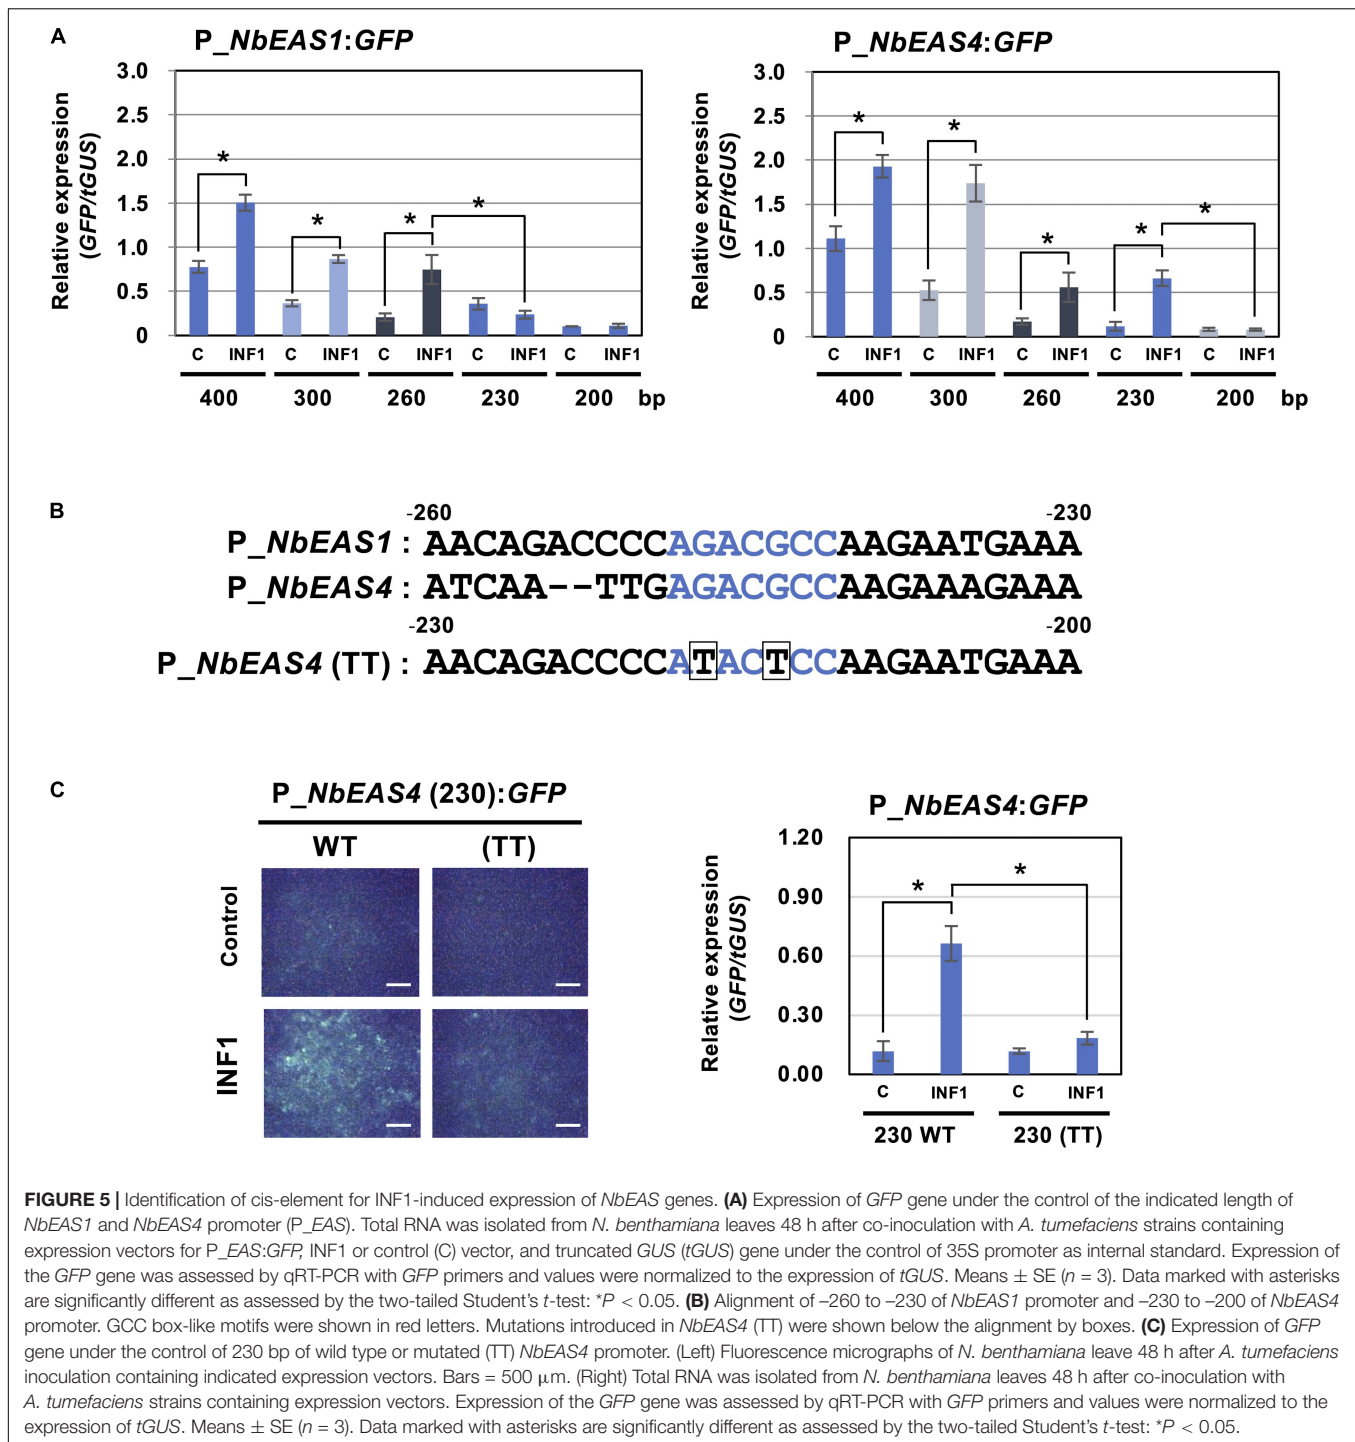 A
P_NbEAS1:GFP
Relative expression
(GFP/tGUS)
3.0
2.5
2.0
1.5
1.0
0.5
0
*
*
*
*
C INF1 C INF1 C INF1 C INF1 C INF1
400 300 260 230 200 bp
P_NbEAS4:GFP
Relative expression
(GFP/tGUS)
3.0
2.5
2.0
1.5
1.0
0.5
0
*
*
*
*
*
C INF1 C INF1 C INF1 C INF1 C INF1
400 300 260 230 200 bp
B
-260 -230
P_NbEAS1 : AACAGACCCCAGACGCCAAGAATGAAA
P_NbEAS4 : ATCAA--TTGAGACGCCAAGAAAGAAA
-230 -200
P_NbEAS4 (TT) : AACAGACCCCATACTCCAAGAATGAAA
C
P_NbEAS4 (230):GFP
WT (TT)
Control
INF1
P_NbEAS4:GFP
Relative expression
(GFP/tGUS)
1.20
0.90
0.60
0.30
0.00
*
*
C INF1 C INF1
230 WT 230 (TT)
FIGURE 5 | Identification of cis-element for INF1-induced expression of NbEAS genes. (A) Expression of GFP gene under the control of the indicated length of
NbEAS1 and NbEAS4 promoter (P_EAS). Total RNA was isolated from N. benthamiana leaves 48 h after co-inoculation with A. tumefaciens strains containing
expression vectors for P_EAS:GFP, INF1 or control (C) vector, and truncated GUS (tGUS) gene under the control of 35S promoter as internal standard. Expression of
the GFP gene was assessed by qRT-PCR with GFP primers and values were normalized to the expression of tGUS. Means ± SE (n = 3). Data marked with asterisks
are significantly different as assessed by the two-tailed Student's t-test: *P < 0.05. (B) Alignment of –260 to –230 of NbEAS1 promoter and –230 to –200 of NbEAS4
promoter. GCC box-like motifs were shown in red letters. Mutations introduced in NbEAS4 (TT) were shown below the alignment by boxes. (C) Expression of GFP
gene under the control of 230 bp of wild type or mutated (TT) NbEAS4 promoter. (Left) Fluorescence micrographs of N. benthamiana leave 48 h after A. tumefaciens
inoculation containing indicated expression vectors. Bars = 500 μm. (Right) Total RNA was isolated from N. benthamiana leaves 48 h after co-inoculation with
A. tumefaciens strains containing expression vectors. Expression of the GFP gene was assessed by qRT-PCR with GFP primers and values were normalized to the
expression of tGUS. Means ± SE (n = 3). Data marked with asterisks are significantly different as assessed by the two-tailed Student's t-test: *P < 0.05.